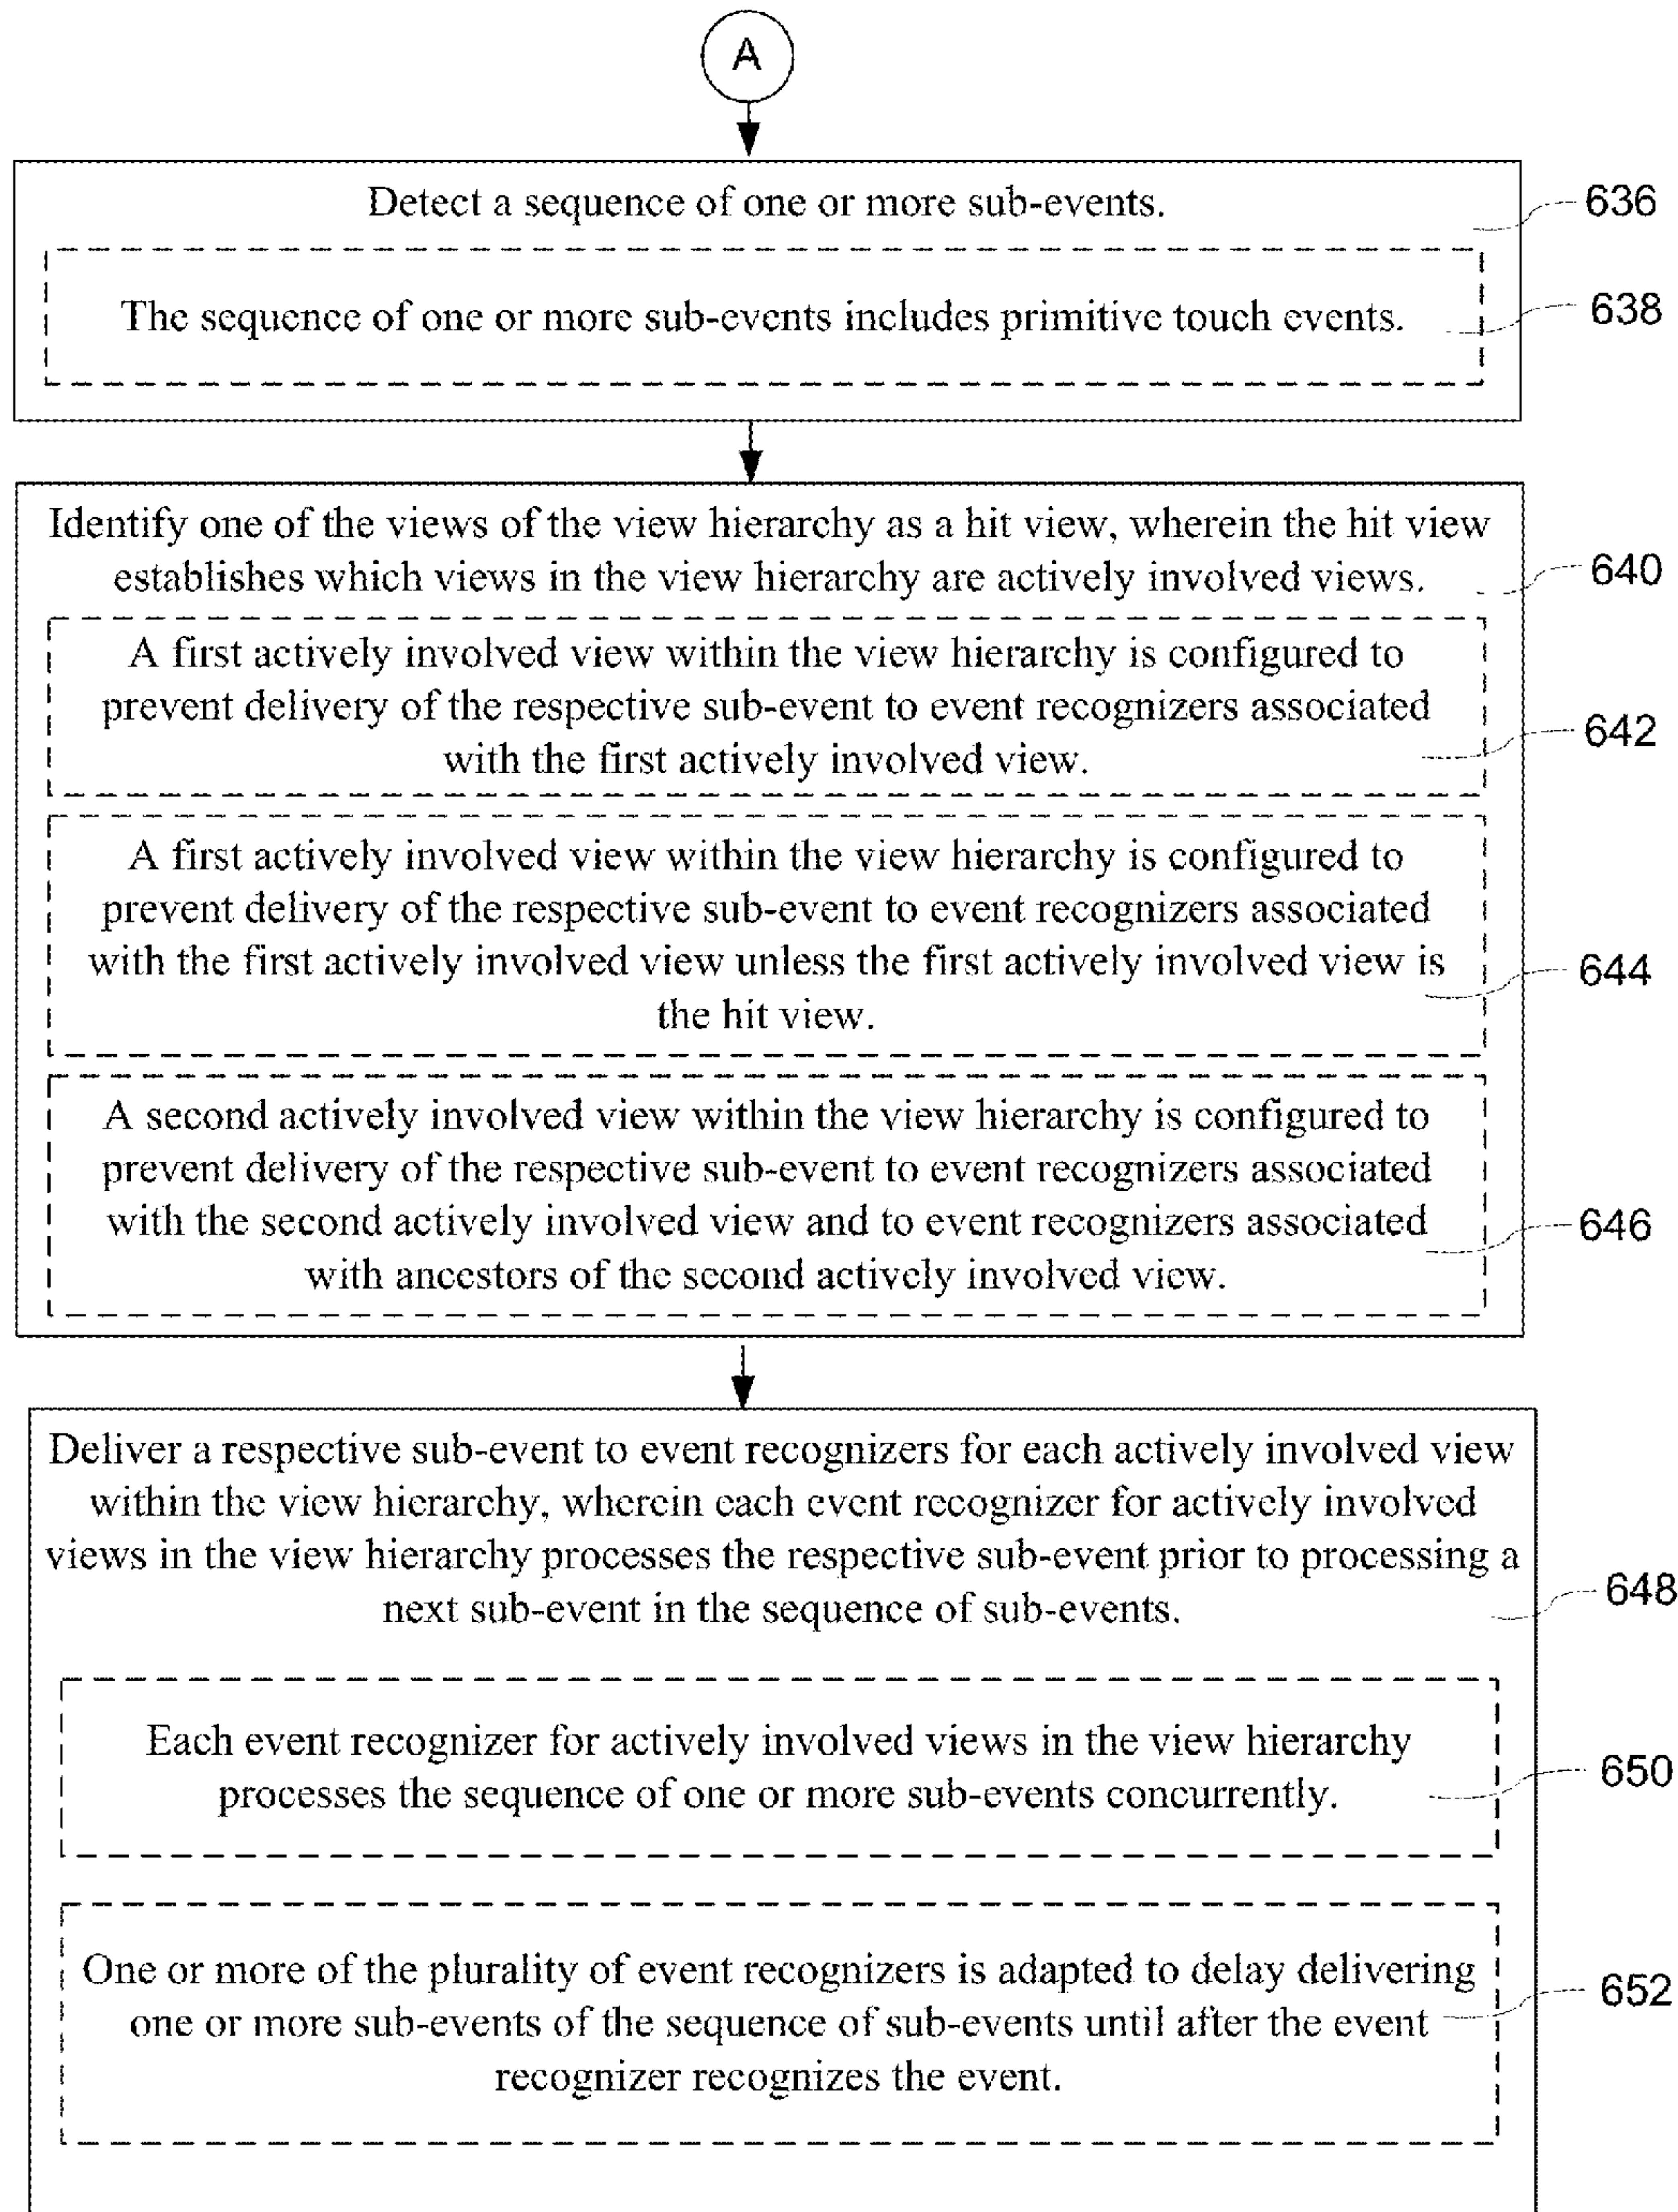 A
Detect a sequence of one or more sub-events.
636
The sequence of one or more sub-events includes primitive touch events.
638
Identify one of the views of the view hierarchy as a hit view, wherein the hit view
establishes which views in the view hierarchy are actively involved views.
640
A first actively involved view within the view hierarchy is configured to
prevent delivery of the respective sub-event to event recognizers associated
with the first actively involved view.
642
A first actively involved view within the view hierarchy is configured to
prevent delivery of the respective sub-event to event recognizers associated
with the first actively involved view unless the first actively involved view is
the hit view.
644
A second actively involved view within the view hierarchy is configured to
prevent delivery of the respective sub-event to event recognizers associated
with the second actively involved view and to event recognizers associated
with ancestors of the second actively involved view.
646
Deliver a respective sub-event to event recognizers for each actively involved view
within the view hierarchy, wherein each event recognizer for actively involved
views in the view hierarchy processes the respective sub-event prior to processing a
next sub-event in the sequence of sub-events.
648
Each event recognizer for actively involved views in the view hierarchy
processes the sequence of one or more sub-events concurrently.
650
One or more of the plurality of event recognizers is adapted to delay delivering
one or more sub-events of the sequence of sub-events until after the event
recognizer recognizes the event.
652